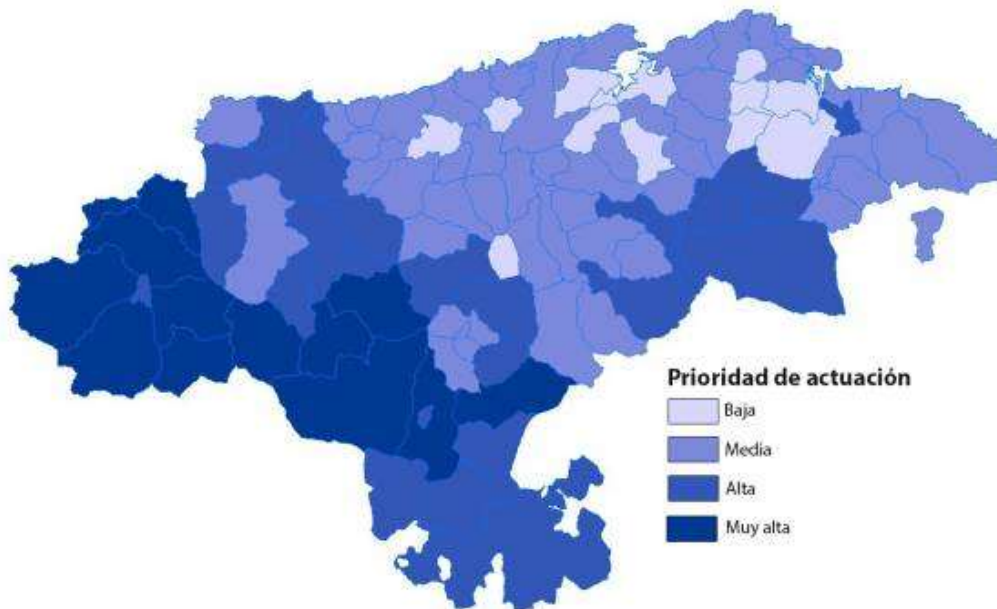 Prioridad de actuación
Baja
Media
Alta
Muy alta